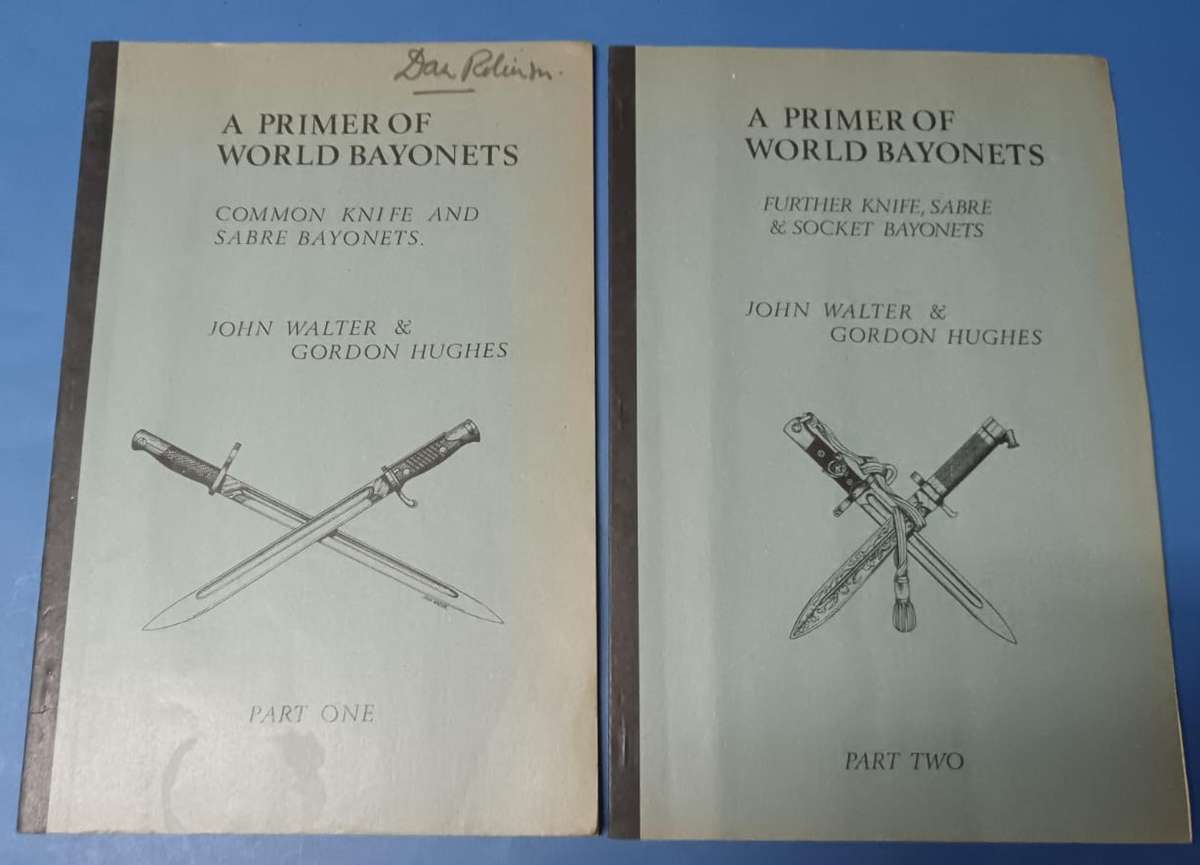 Dan Robinson.
A PRIMER OF
WORLD BAYONETS
COMMON KNIFE AND
SABRE BAYONETS.
JOHN WALTER &
GORDON HUGHES
PART ONE
A PRIMER OF
WORLD BAYONETS
FURTHER KNIFE, SABRE
& SOCKET BAYONETS
JOHN WALTER &
GORDON HUGHES
PART TWO